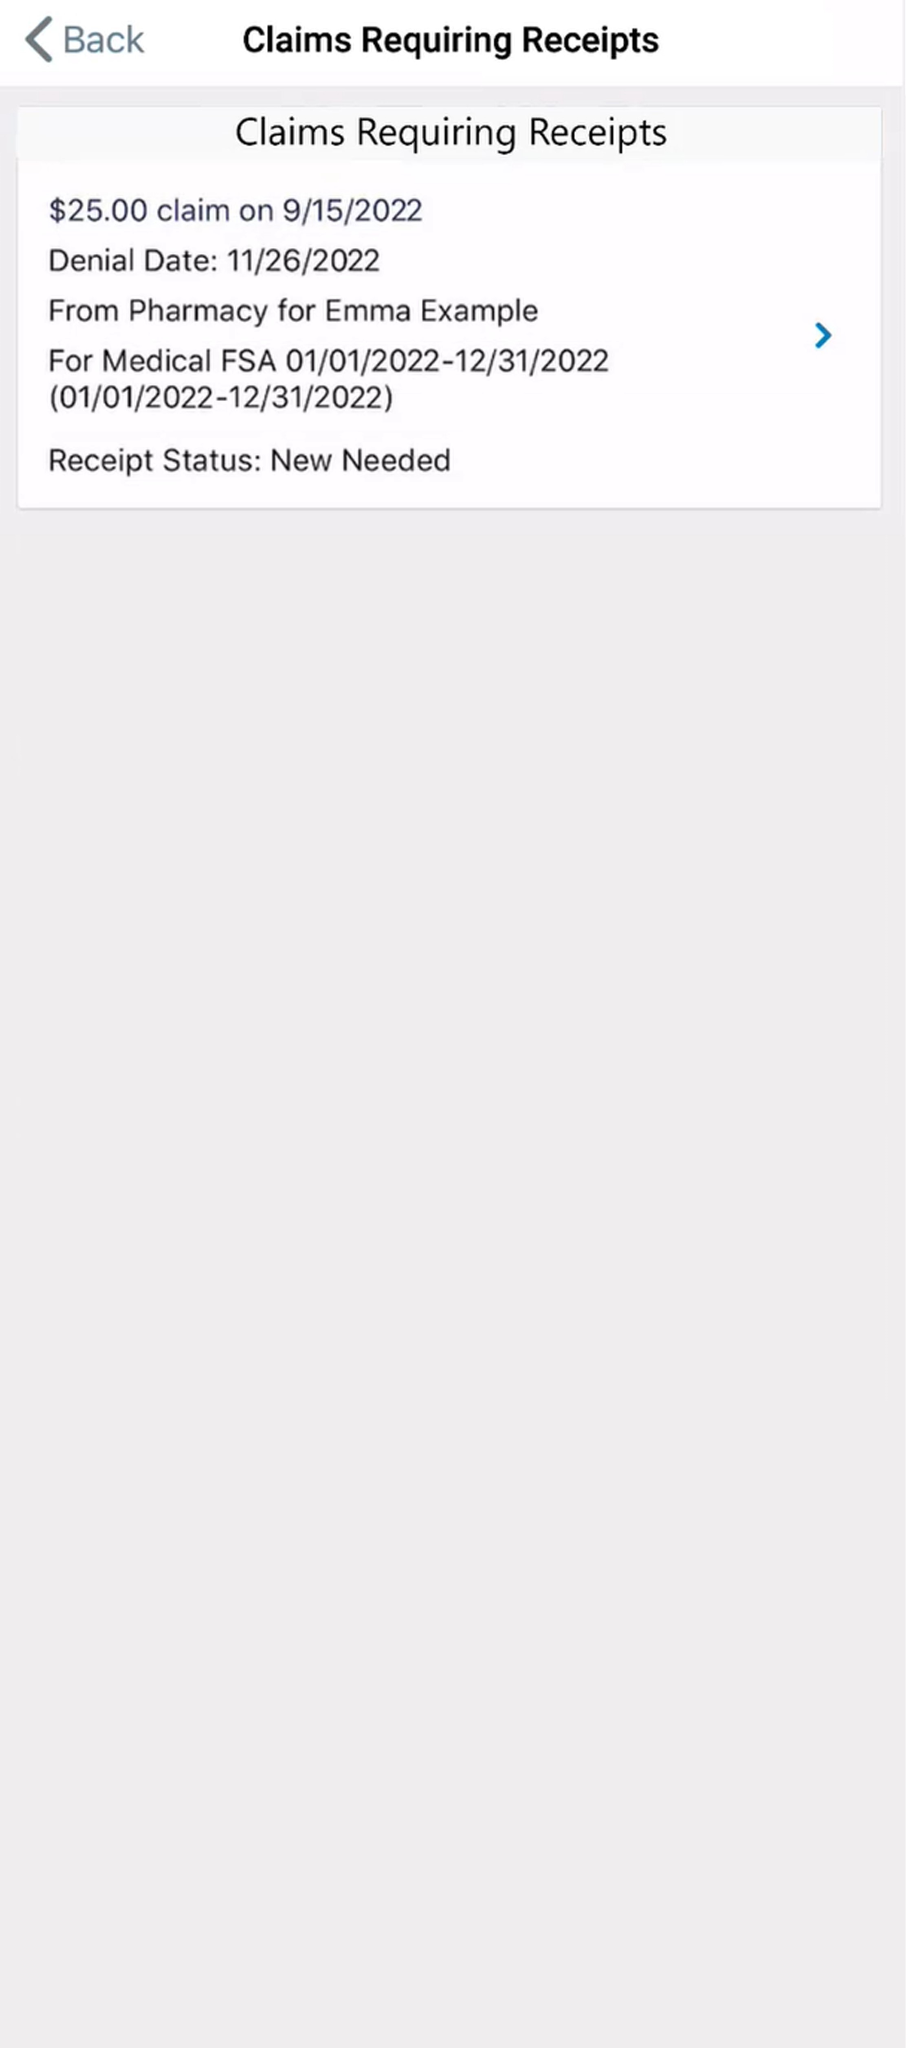 Back
Claims Requiring Receipts
Claims Requiring Receipts
$25.00 claim on 9/15/2022
Denial Date: 11/26/2022
From Pharmacy for Emma Example
For Medical FSA 01/01/2022-12/31/2022
(01/01/2022-12/31/2022)
Receipt Status: New Needed